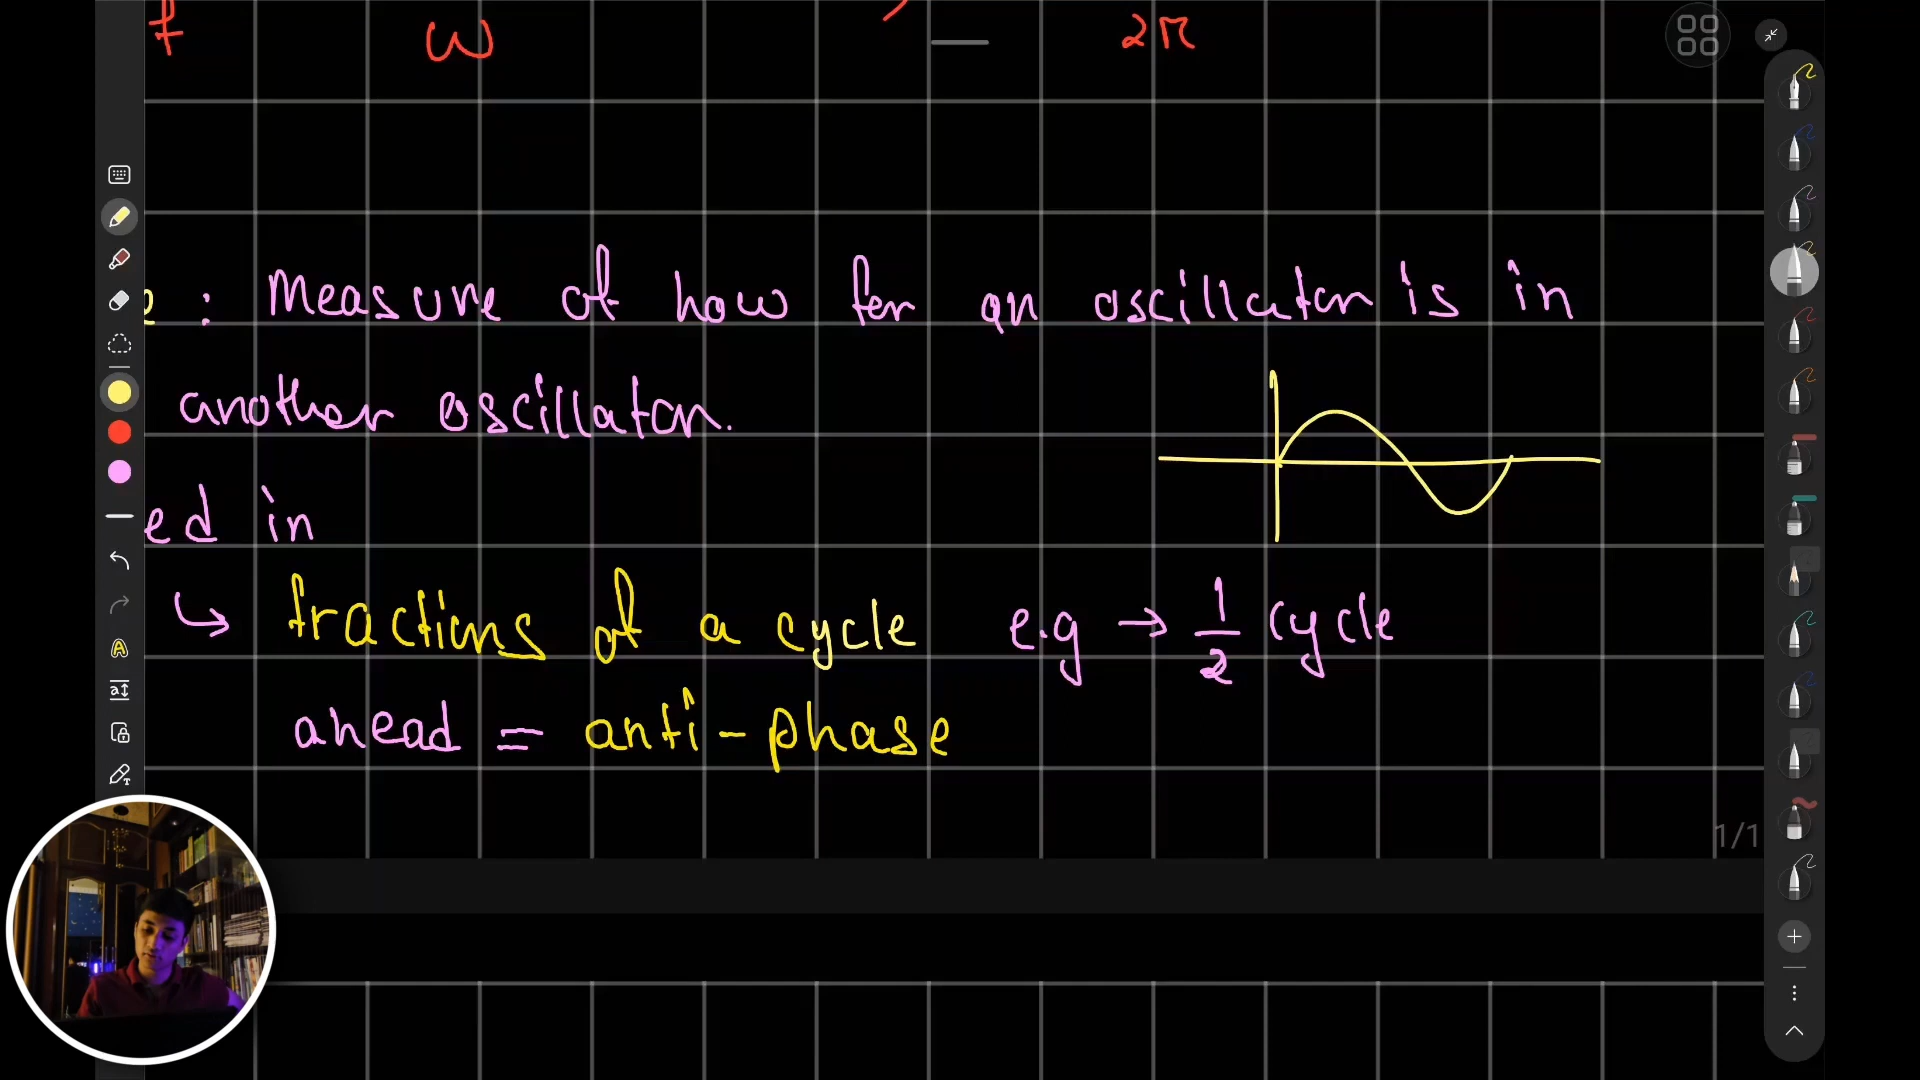 f ω 2π
e : Measure of how far an oscillator is in
another oscillator.
ed in
↳ fractions of a cycle e.g → 1/2 cycle
ahead = anti-phase
1/1